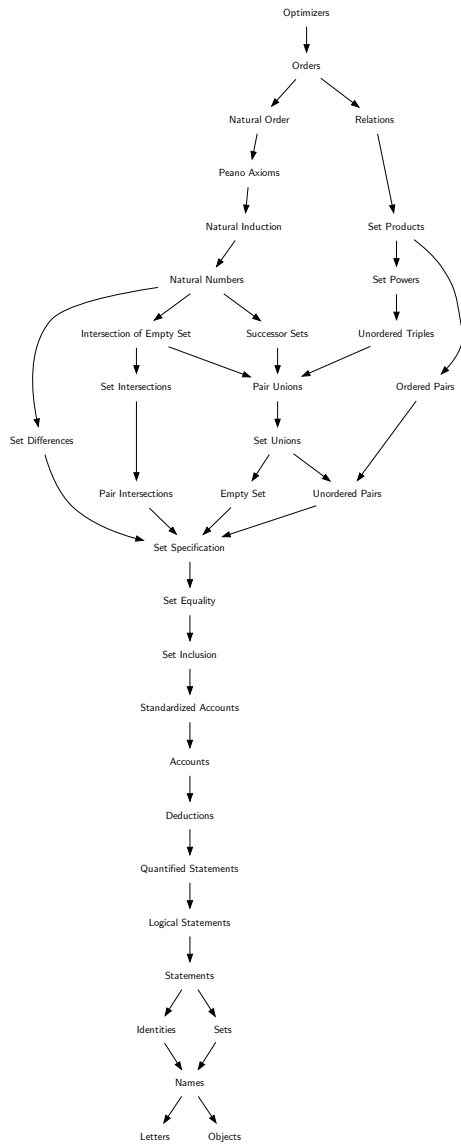 Optimizers
Orders
Natural Order
Relations
Peano Axioms
Natural Induction
Set Products
Natural Numbers
Set Powers
Intersection of Empty Set
Successor Sets
Unordered Triples
Set Intersections
Pair Unions
Ordered Pairs
Set Differences
Set Unions
Pair Intersections
Empty Set
Unordered Pairs
Set Specification
Set Equality
Set Inclusion
Standardized Accounts
Accounts
Deductions
Quantified Statements
Logical Statements
Statements
Identities
Sets
Names
Letters
Objects